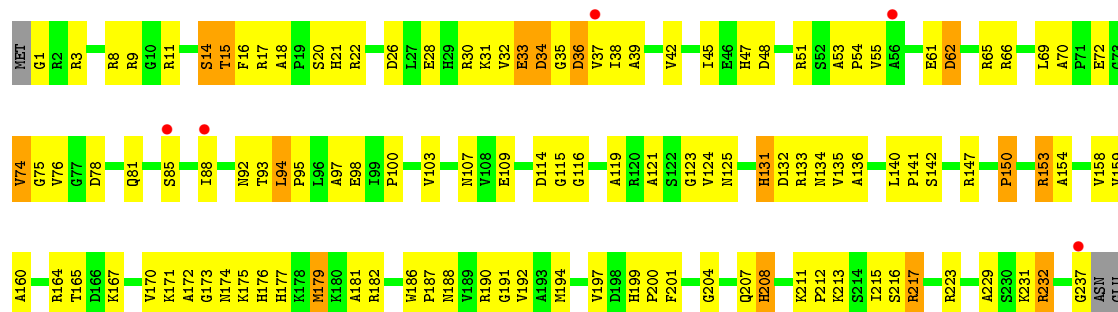 MET G1 R2 R3 R8 R9 G10 R11 S14 T15 F16 R17 A18 P19 S20 H21 R22 D26 L27 E28 H29 R30 K31 V32 E33 D34 G35 D36 V37 I38 A39 V42 I45 E46 H47 D48 R51 S52 A53 P54 V55 A56 E61 D62 R65 R66 L69 A70 P71 E72 G73
V74 G75 V76 G77 D78 Q81 S85 I88 N92 T93 L94 P95 L96 A97 E98 I99 P100 V103 N107 V108 E109 D114 G115 G116 A119 R120 A121 S122 G123 V124 N125 H131 D132 R133 N134 V135 A136 L140 P141 S142 R147 P150 R153 A154 V158 V159
A160 R164 T165 D166 K167 V170 K171 A172 G173 N174 K175 H176 H177 K178 M179 K180 A181 R182 W186 P187 N188 V189 R190 G191 V192 A193 M194 V197 D198 H199 P200 F201 G204 Q207 H208 K211 P212 K213 S214 I215 S216 R217 R223 A229 S230 K231 R232 G237 ASN GLU